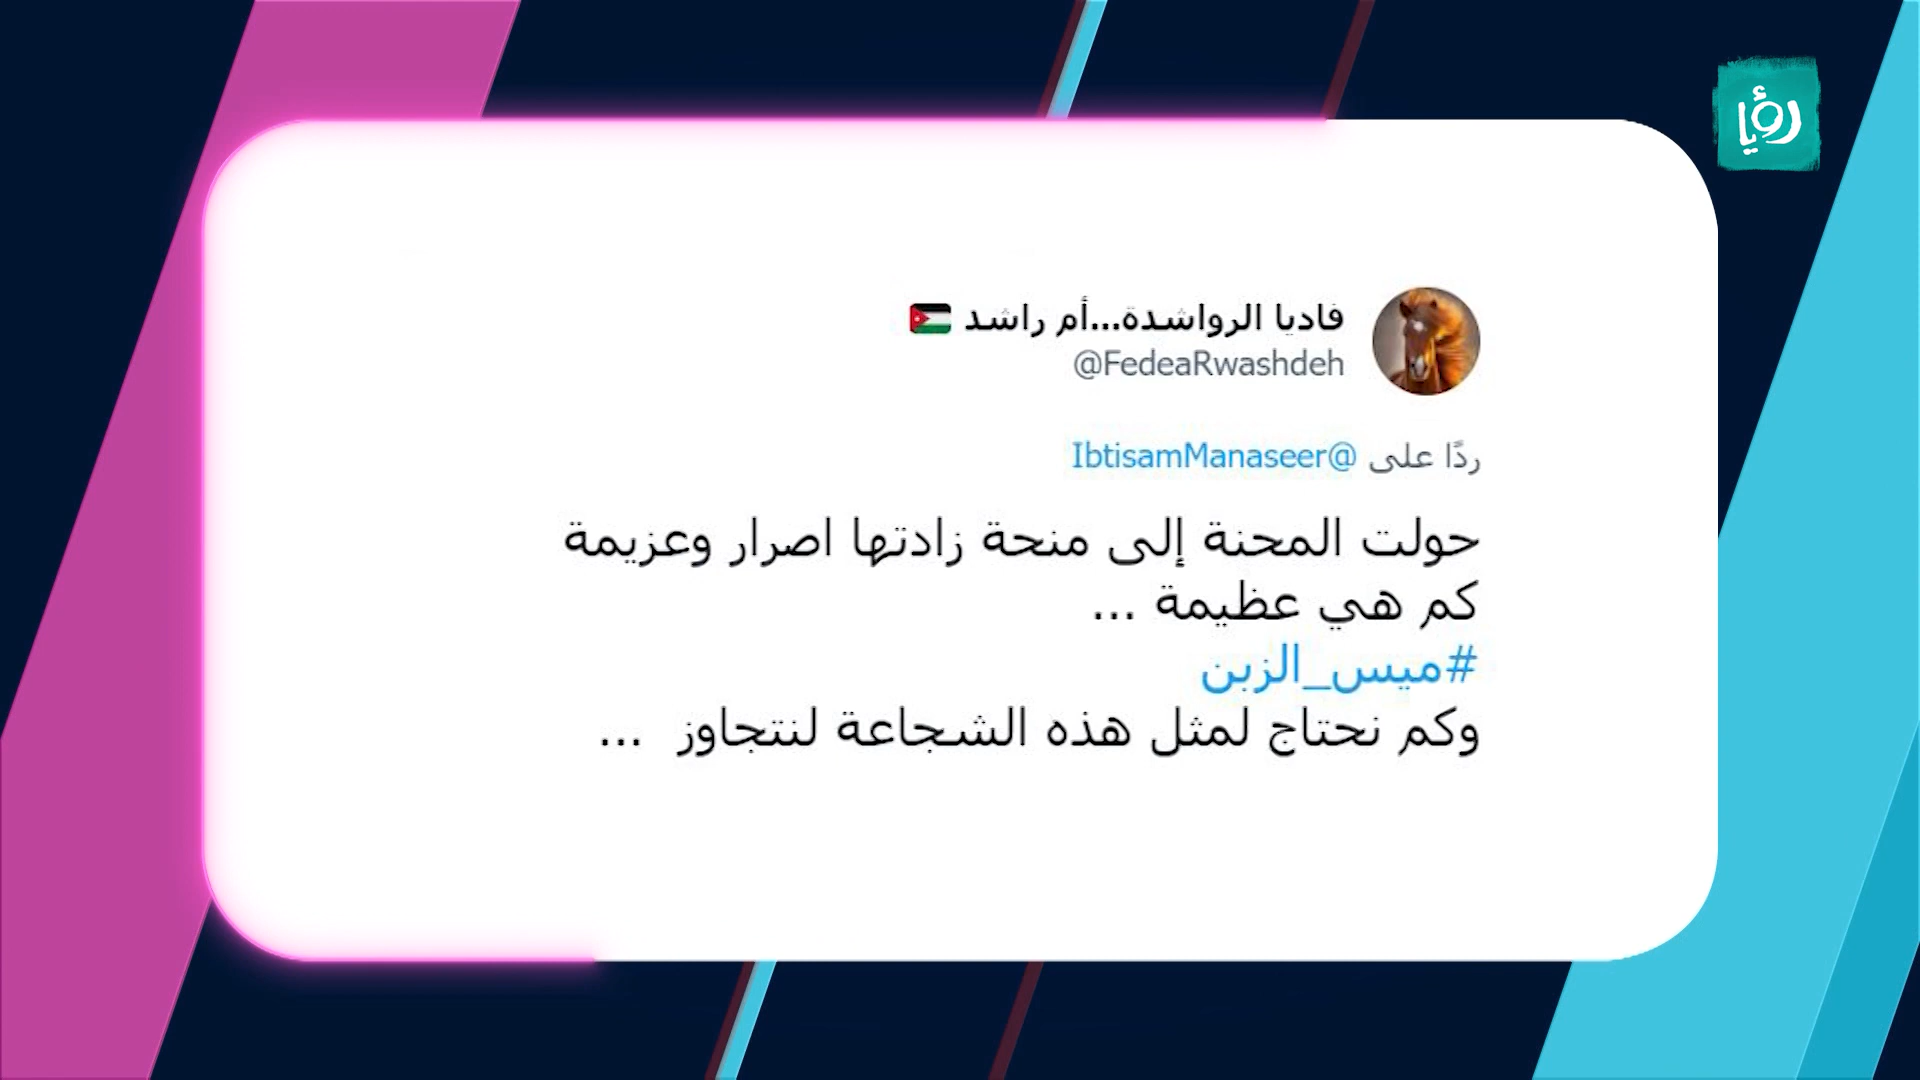 رؤيا
فاديا الرواشدة...أم راشد
@FedeaRwashdeh
ردًا على @IbtisamManaseer
حولت المحنة إلى منحة زادتها اصرار وعزيمة
كم هي عظيمة ...
#ميس_الزبن
وكم نحتاج لمثل هذه الشجاعة لنتجاوز ...